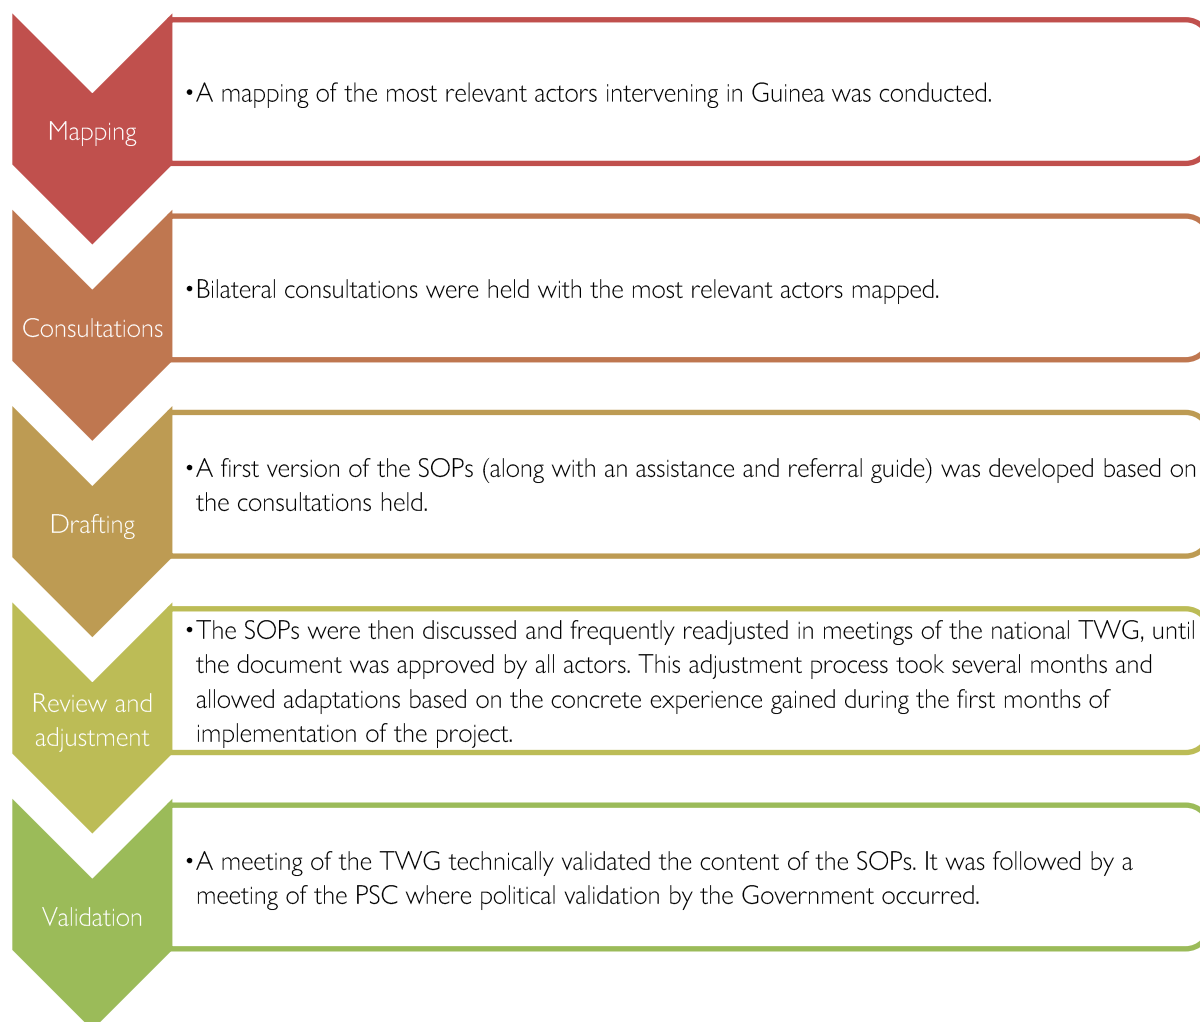 Mapping
•A mapping of the most relevant actors intervening in Guinea was conducted.
Consultations
•Bilateral consultations were held with the most relevant actors mapped.
Drafting
•A first version of the SOPs (along with an assistance and referral guide) was developed based on
the consultations held.
Review and
adjustment
•The SOPs were then discussed and frequently readjusted in meetings of the national TWG, until
the document was approved by all actors. This adjustment process took several months and
allowed adaptations based on the concrete experience gained during the first months of
implementation of the project.
Validation
•A meeting of the TWG technically validated the content of the SOPs. It was followed by a
meeting of the PSC where political validation by the Government occurred.